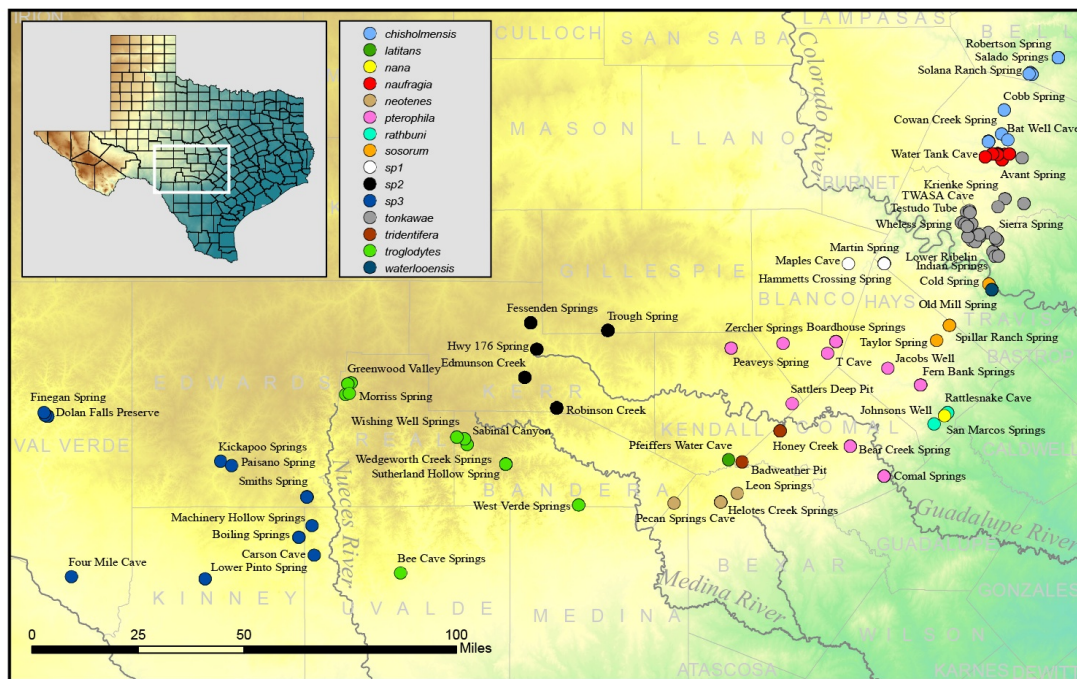 IRION
CULLOCH
SAN SABA
LAMPASAS
BELL
chisholmensis
latitans
nana
naufragia
neotenes
pterophila
rathbuni
sosorum
sp1
sp2
sp3
tonkawae
tridentifera
troglodytes
waterlooensis
Colorado River
Robertson Spring
Salado Springs
Solana Ranch Spring
Cobb Spring
Cowan Creek Spring
Bat Well Cave
MASON
LLANO
BURNET
Water Tank Cave
Avant Spring
Krienke Spring
TWASA Cave
Testudo Tube
Wheless Spring
Sierra Spring
Martin Spring
Lower Ribelin
Maples Cave
Indian Springs
GILLESPIE
Hammetts Crossing Spring
Cold Spring
BLANCO
HAYS
Old Mill Spring
Fessenden Springs
Trough Spring
Zercher Springs
Boardhouse Springs
Taylor Spring
Spillar Ranch Spring
Hwy 176 Spring
Edmunson Creek
Peaveys Spring
T Cave
Jacobs Well
BASTROP
Fern Bank Springs
Greenwood Valley
EDWARDS
KERR
Morriss Spring
Sattlers Deep Pit
Rattlesnake Cave
Finegan Spring
Dolan Falls Preserve
Robinson Creek
Johnsons Well
VAL VERDE
Wishing Well Springs
Sabinal Canyon
REAL
KENDALL
COMAL
San Marcos Springs
Kickapoo Springs
Pfeiffers Water Cave
Honey Creek
Bear Creek Spring
CALDWELL
Paisano Spring
Wedgeworth Creek Springs
Sutherland Hollow Spring
Badweather Pit
Smiths Spring
BANDERA
Leon Springs
Comal Springs
Nueces River
West Verde Springs
Pecan Springs Cave
Helotes Creek Springs
Guadalupe River
Machinery Hollow Springs
Boiling Springs
GUADALUPE
Carson Cave
Bee Cave Springs
BEXAR
Four Mile Cave
Lower Pinto Spring
Medina River
GONZALES
KINNEY
UVALDE
MEDINA
WILSON
0 25 50 100
Miles
ATASCOSA
KARNES
DEWITT